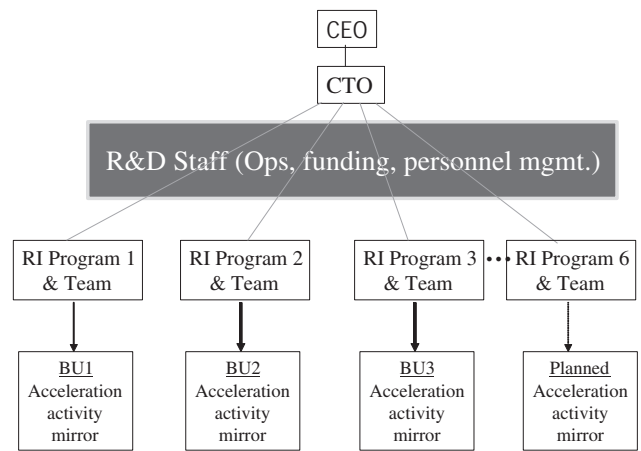 CEO
CTO
R&D Staff (Ops, funding, personnel mgmt.)
RI Program 1
& Team
RI Program 2
& Team
RI Program 3
& Team
•••
RI Program 6
& Team
BU1
Acceleration
activity
mirror
BU2
Acceleration
activity
mirror
BU3
Acceleration
activity
mirror
Planned
Acceleration
activity
mirror